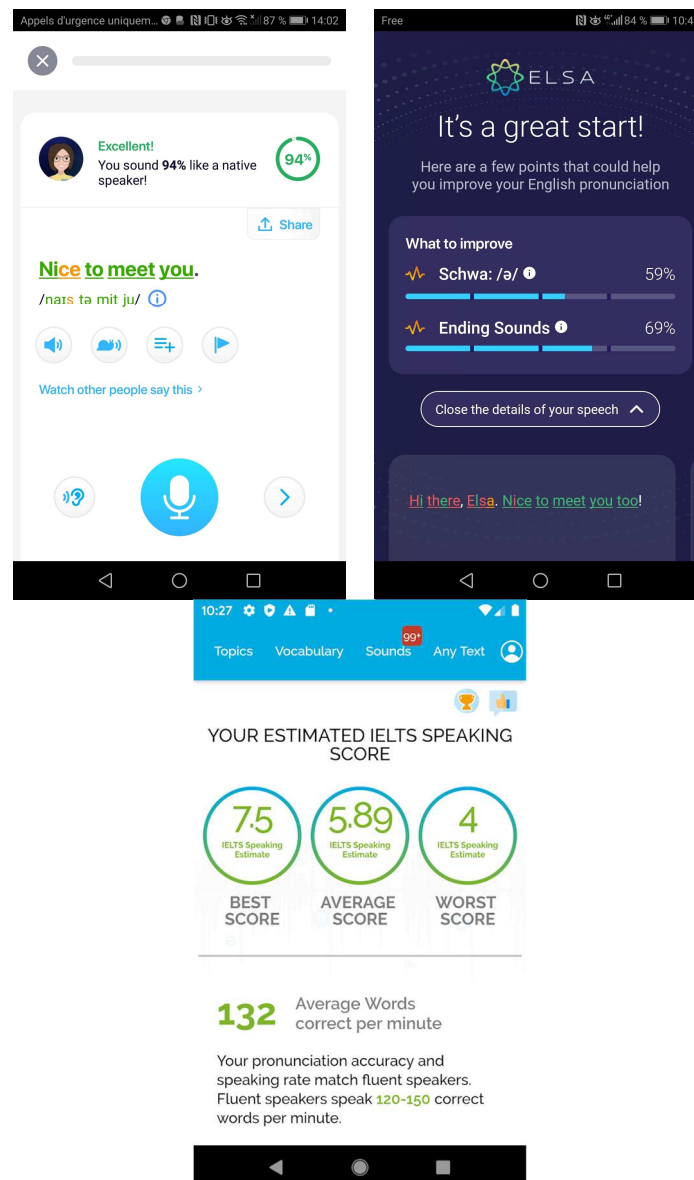 Appels d'urgence uniquem... 87 % 14:02
Excellent!
You sound 94% like a native
speaker!
94%
Share
Nice to meet you.
/naɪs tə mit ju/
Watch other people say this >
Free 4G+ 84 % 10:4
ELSA
It's a great start!
Here are a few points that could help
you improve your English pronunciation
What to improve
Schwa: /ə/ 59%
Ending Sounds 69%
Close the details of your speech
Hi there, Elsa. Nice to meet you too!
10:27
99+
Topics Vocabulary Sounds Any Text
YOUR ESTIMATED IELTS SPEAKING
SCORE
7.5 5.89 4
IELTS Speaking IELTS Speaking IELTS Speaking
Estimate Estimate Estimate
BEST AVERAGE WORST
SCORE SCORE SCORE
132 Average Words
correct per minute
Your pronunciation accuracy and
speaking rate match fluent speakers.
Fluent speakers speak 120-150 correct
words per minute.